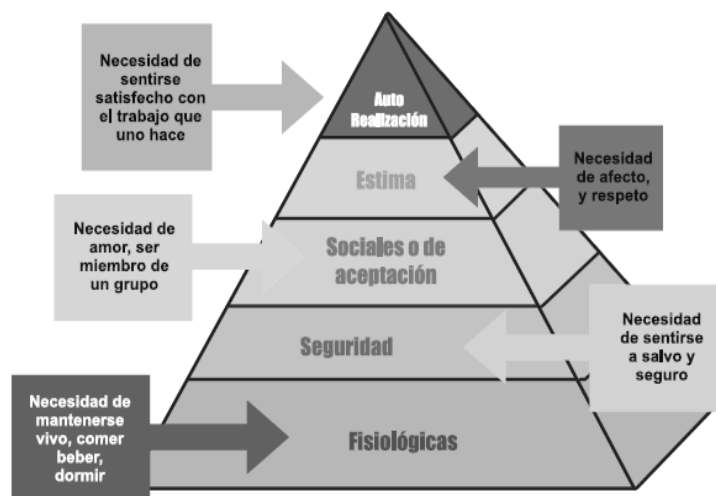 Necesidad de
sentirse
satisfecho con
el trabajo que
uno hace
Auto
Realización
Estima
Necesidad
de afecto,
y respeto
Necesidad de
amor, ser
miembro de
un grupo
Sociales o de
aceptación
Seguridad
Necesidad
de sentirse
a salvo y
seguro
Necesidad de
mantenerse
vivo, comer
beber,
dormir
Fisiológicas